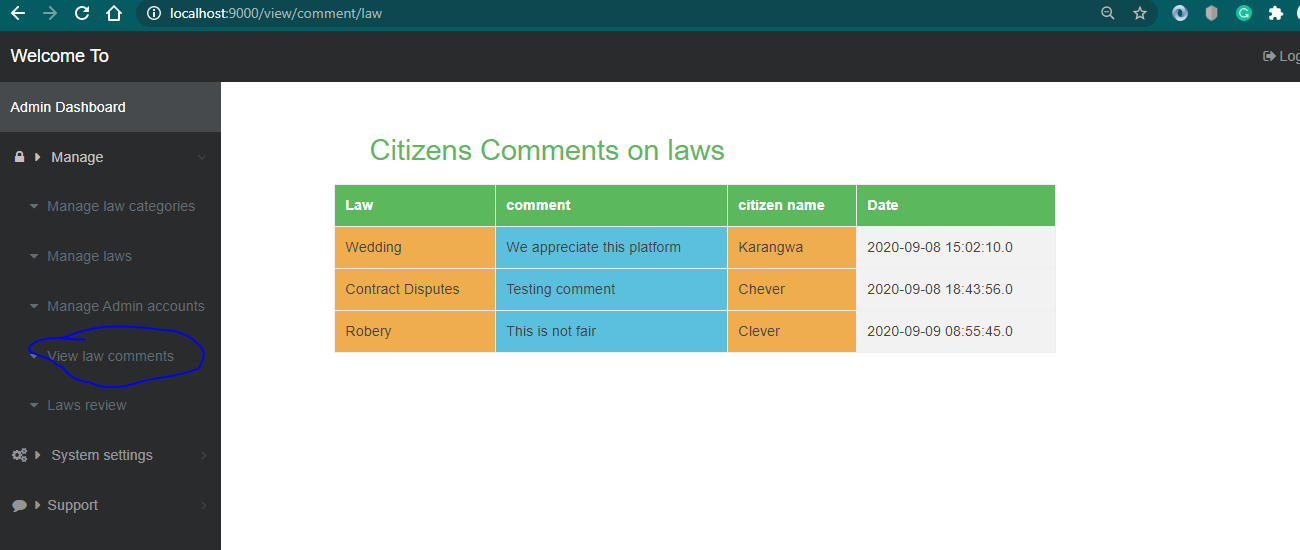 localhost:9000/view/comment/law
Welcome To
Log
Admin Dashboard
Manage
Manage law categories
Manage laws
Manage Admin accounts
View law comments
Laws review
System settings
Support
Citizens Comments on laws
Law comment citizen name Date
Wedding We appreciate this platform Karangwa 2020-09-08 15:02:10.0
Contract Disputes Testing comment Chever 2020-09-08 18:43:56.0
Robery This is not fair Clever 2020-09-09 08:55:45.0